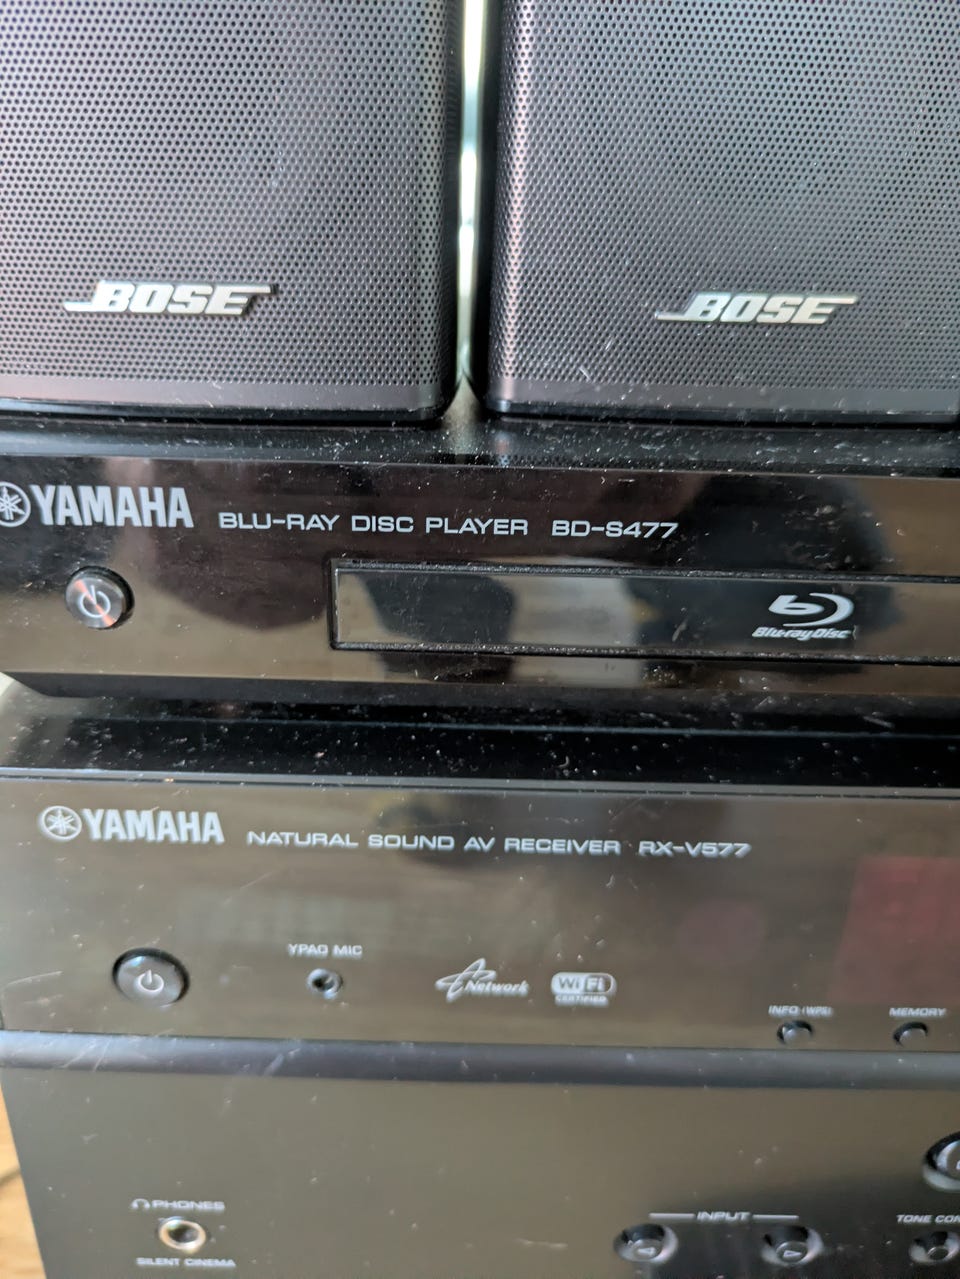 BOSE
BOSE
YAMAHA BLU-RAY DISC PLAYER BD-S477
Blu-ray Disc
YAMAHA NATURAL SOUND AV RECEIVER RX-V577
YPAO MIC
Network
Wi Fi
CERTIFIED
INFO (WPS)
MEMORY
PHONES
SILENT CINEMA
INPUT
TONE CON